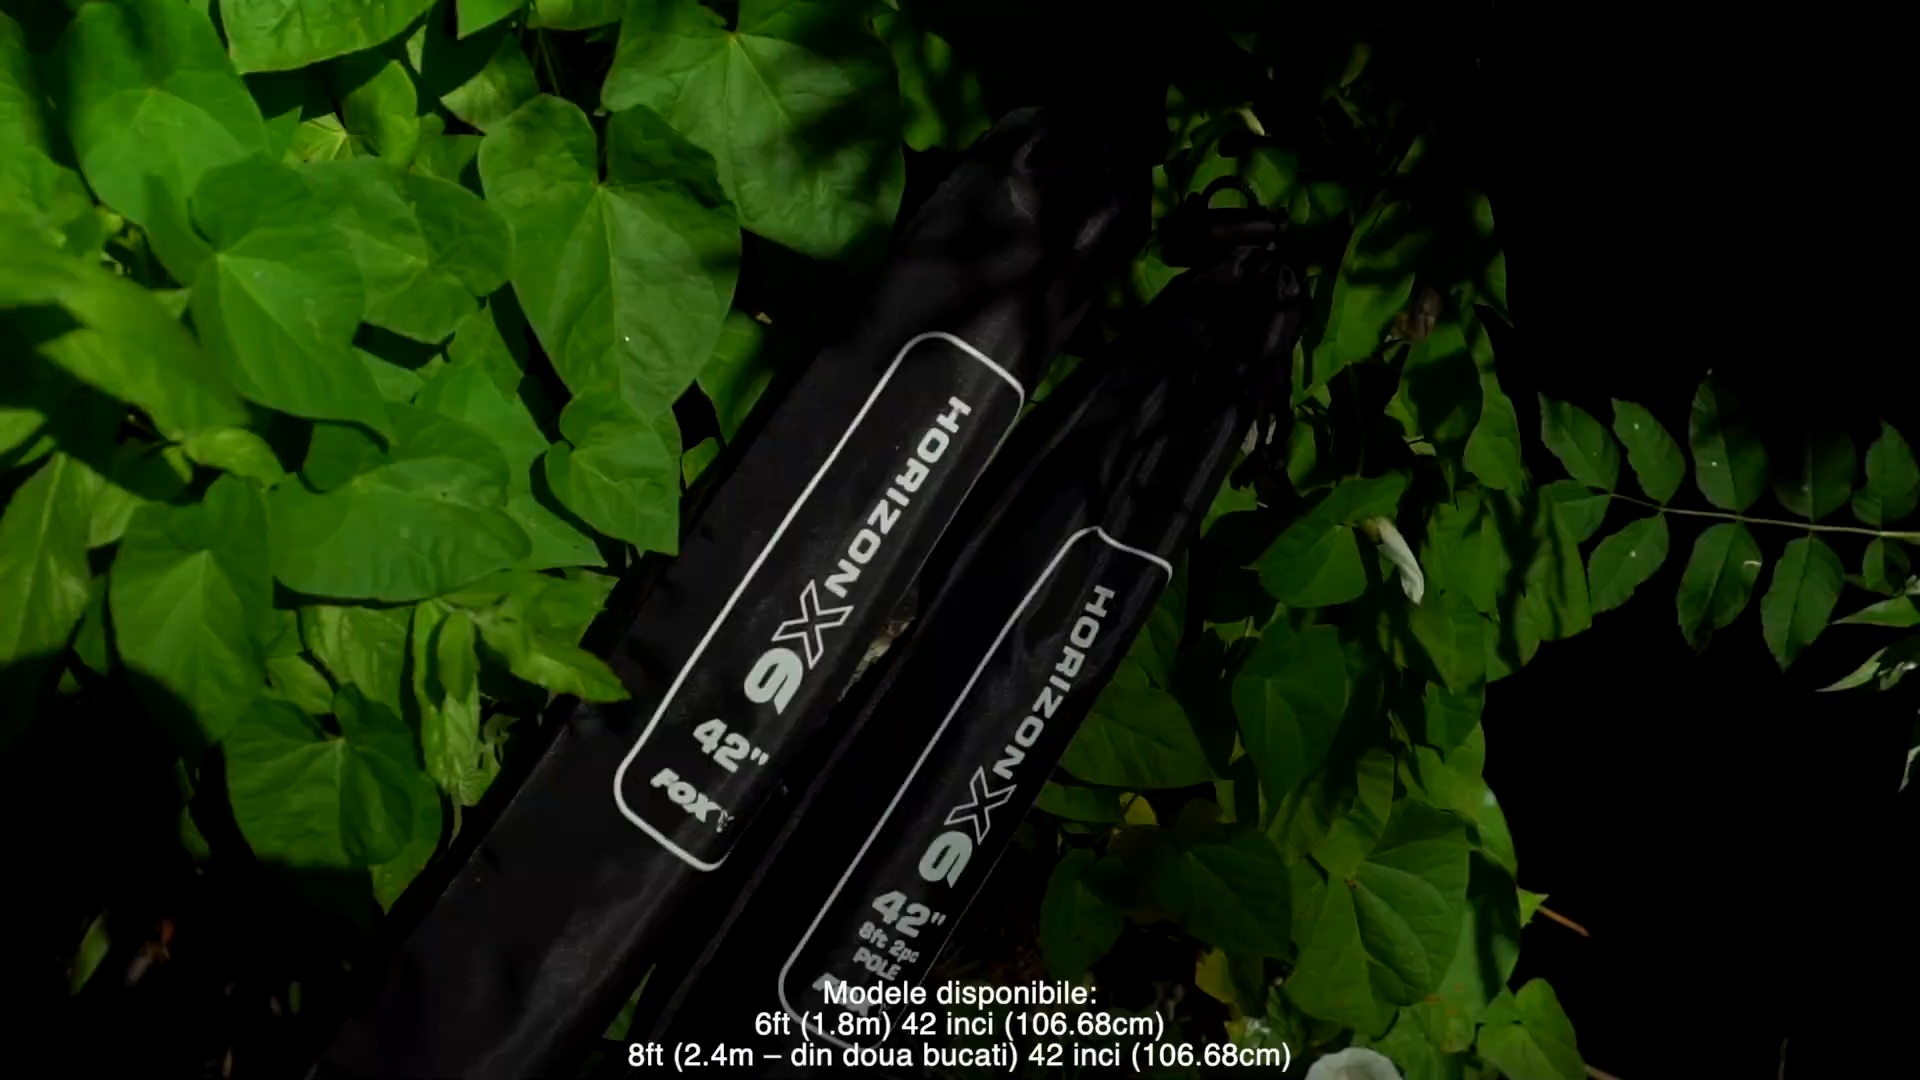 HORIZON X6
42"
FOX
HORIZON X6
42"
8ft 2pc
POLE
Modele disponibile:
6ft (1.8m) 42 inci (106.68cm)
8ft (2.4m – din doua bucati) 42 inci (106.68cm)